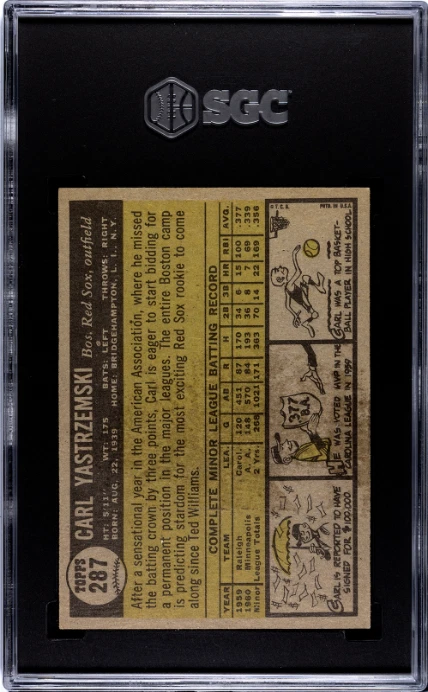 SGC
TOPPS
287
CARL YASTRZEMSKI Bos. Red Sox, outfield
HT: 5'11" WT: 175 BATS: LEFT THROWS: RIGHT
BORN: AUG. 22, 1939 HOME: BRIDGEHAMPTON, L. I., N.Y.
After a sensational year in the American Association, where he missed
the batting crown by three points, Carl is eager to start bidding for
a permanent position in the major leagues. The entire Boston camp
is predicting stardom for the most exciting Red Sox rookie to come
along since Ted Williams.
COMPLETE MINOR LEAGUE BATTING RECORD
YEAR TEAM LEA. G AB R H 2B 3B HR RBI AVG.
1959 Raleigh Carol. 120 451 87 170 34 6 15 100 .377
1960 Minneapolis A. A. 148 570 84 193 36 8 7 69 .339
Minor League Totals 2 Yrs. 268 1021 171 363 70 14 22 169 .356
CARL IS REPORTED TO HAVE
SIGNED FOR $100,000
377
B.A.
HE WAS VOTED MVP IN THE
CAROLINA LEAGUE IN 1959
CARL WAS A TOP BASKET-
BALL PLAYER IN HIGH SCHOOL
© T.C.G. PRTD. IN U.S.A.